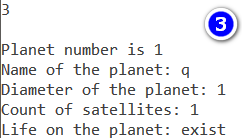 3
3
Planet number is 1
Name of the planet: q
Diameter of the planet: 1
Count of satellites: 1
Life on the planet: exist